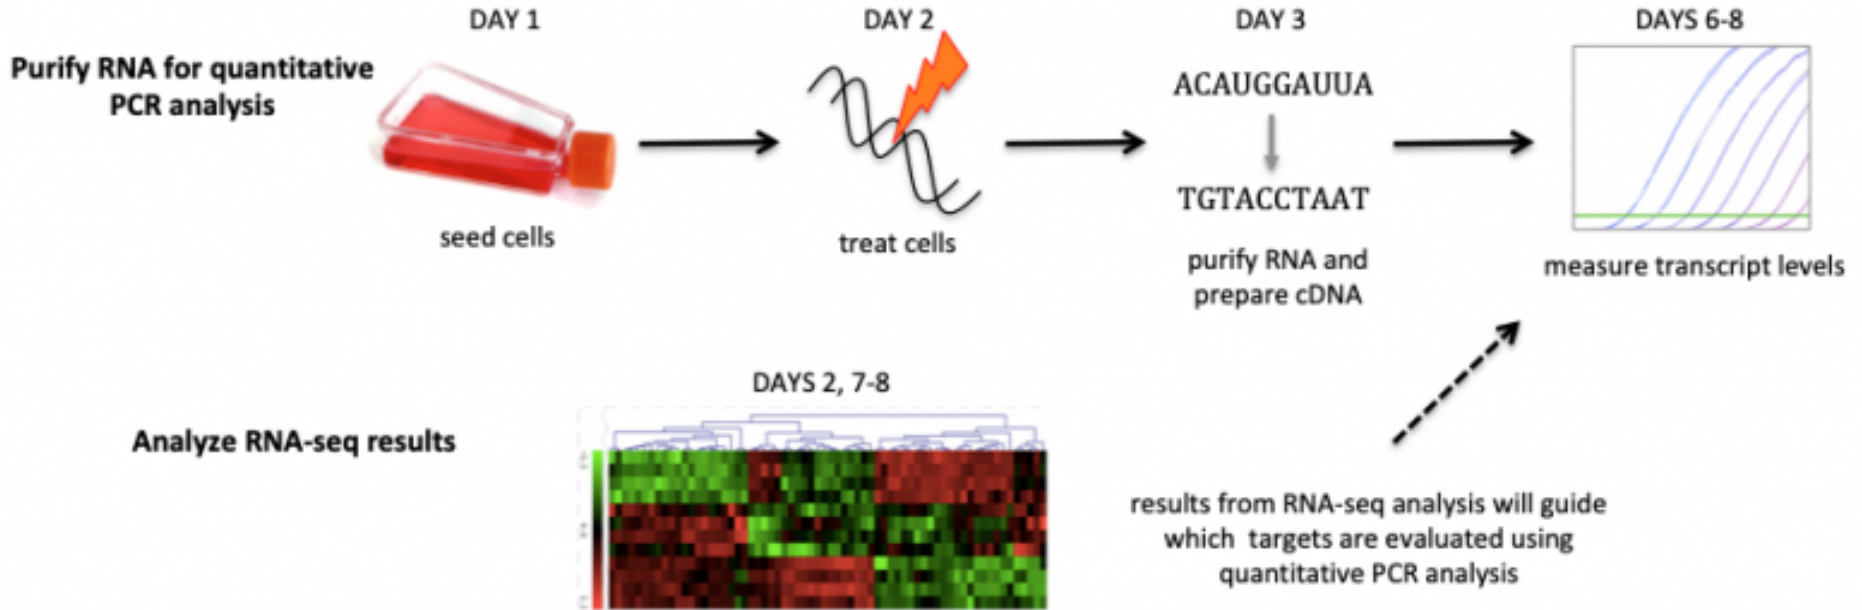 DAY 1
DAY 2
DAY 3
DAYS 6-8
Purify RNA for quantitative
PCR analysis
ACAUGGAUUA
TGTACCTAAT
seed cells
treat cells
purify RNA and
prepare cDNA
measure transcript levels
DAYS 2, 7-8
Analyze RNA-seq results
results from RNA-seq analysis will guide
which targets are evaluated using
quantitative PCR analysis